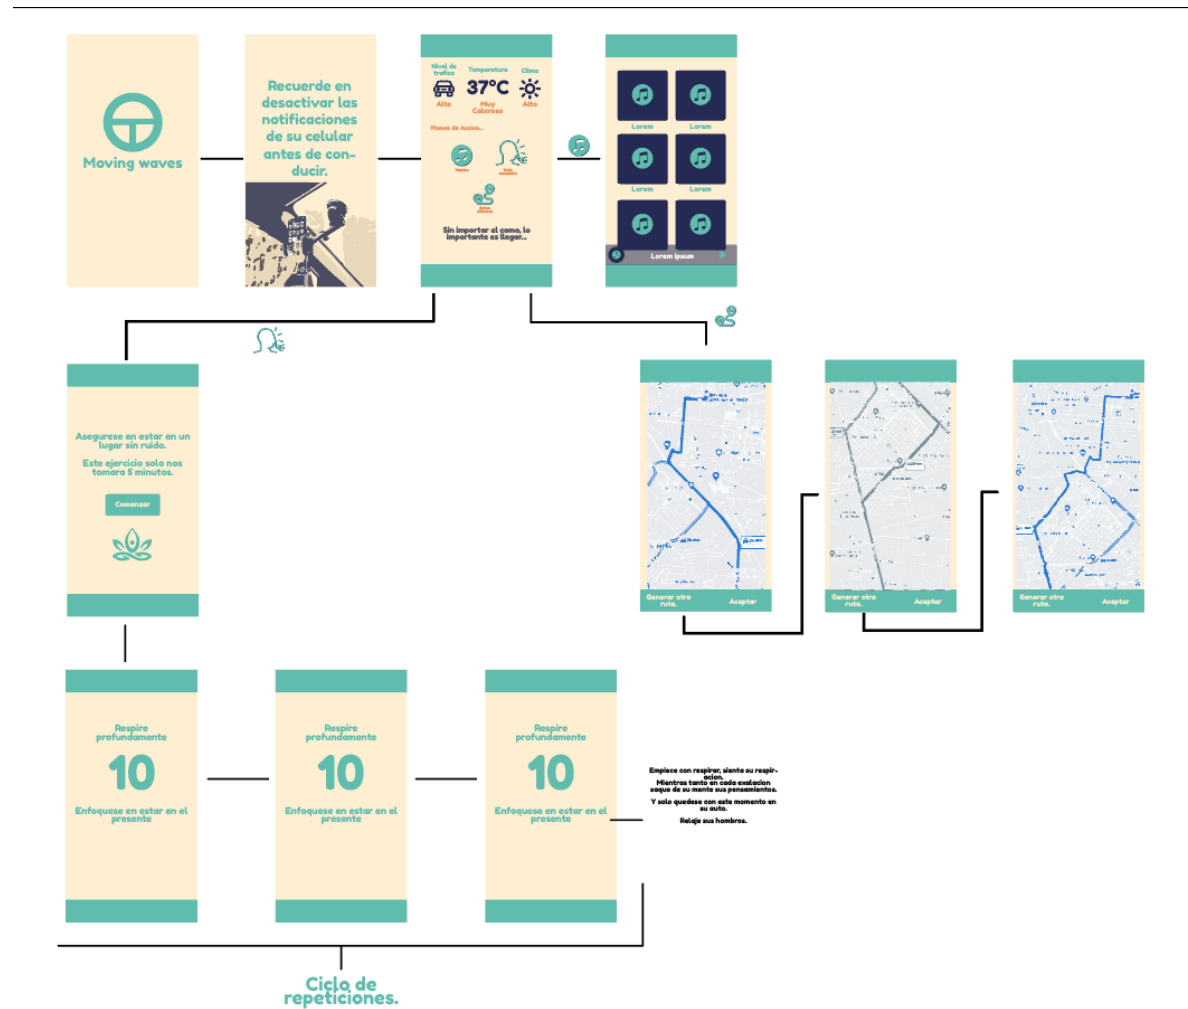 Moving waves
Recuerde en
desactivar las
notificaciones
de su celular
antes de con-
ducir.
Nivel de
trafico
Alto
Temperatura
37°C
Muy
Caloroso
Clima
Alto
Planes de Accion...
Sin importar el como, lo
importante es llegar...
Lorem
Lorem
Lorem
Lorem
Lorem ipsum
Asegurese en estar en un
lugar sin ruido.
Este ejercicio solo nos
tomara 5 minutos.
Comenzar
Generar otra
ruta.
Aceptar
Generar otra
ruta.
Aceptar
Generar otra
ruta.
Aceptar
Respire
profundamente
10
Enfoquese en estar en el
presente
Respire
profundamente
10
Enfoquese en estar en el
presente
Respire
profundamente
10
Enfoquese en estar en el
presente
Empiece con respirar, sienta su respir-
acion.
Mientras tanto en cada exalacion
saque de su mente sus pensamientos.
Y solo quedese con este momento en
su auto.
Relaje sus hombros.
Ciclo de
repeticiones.